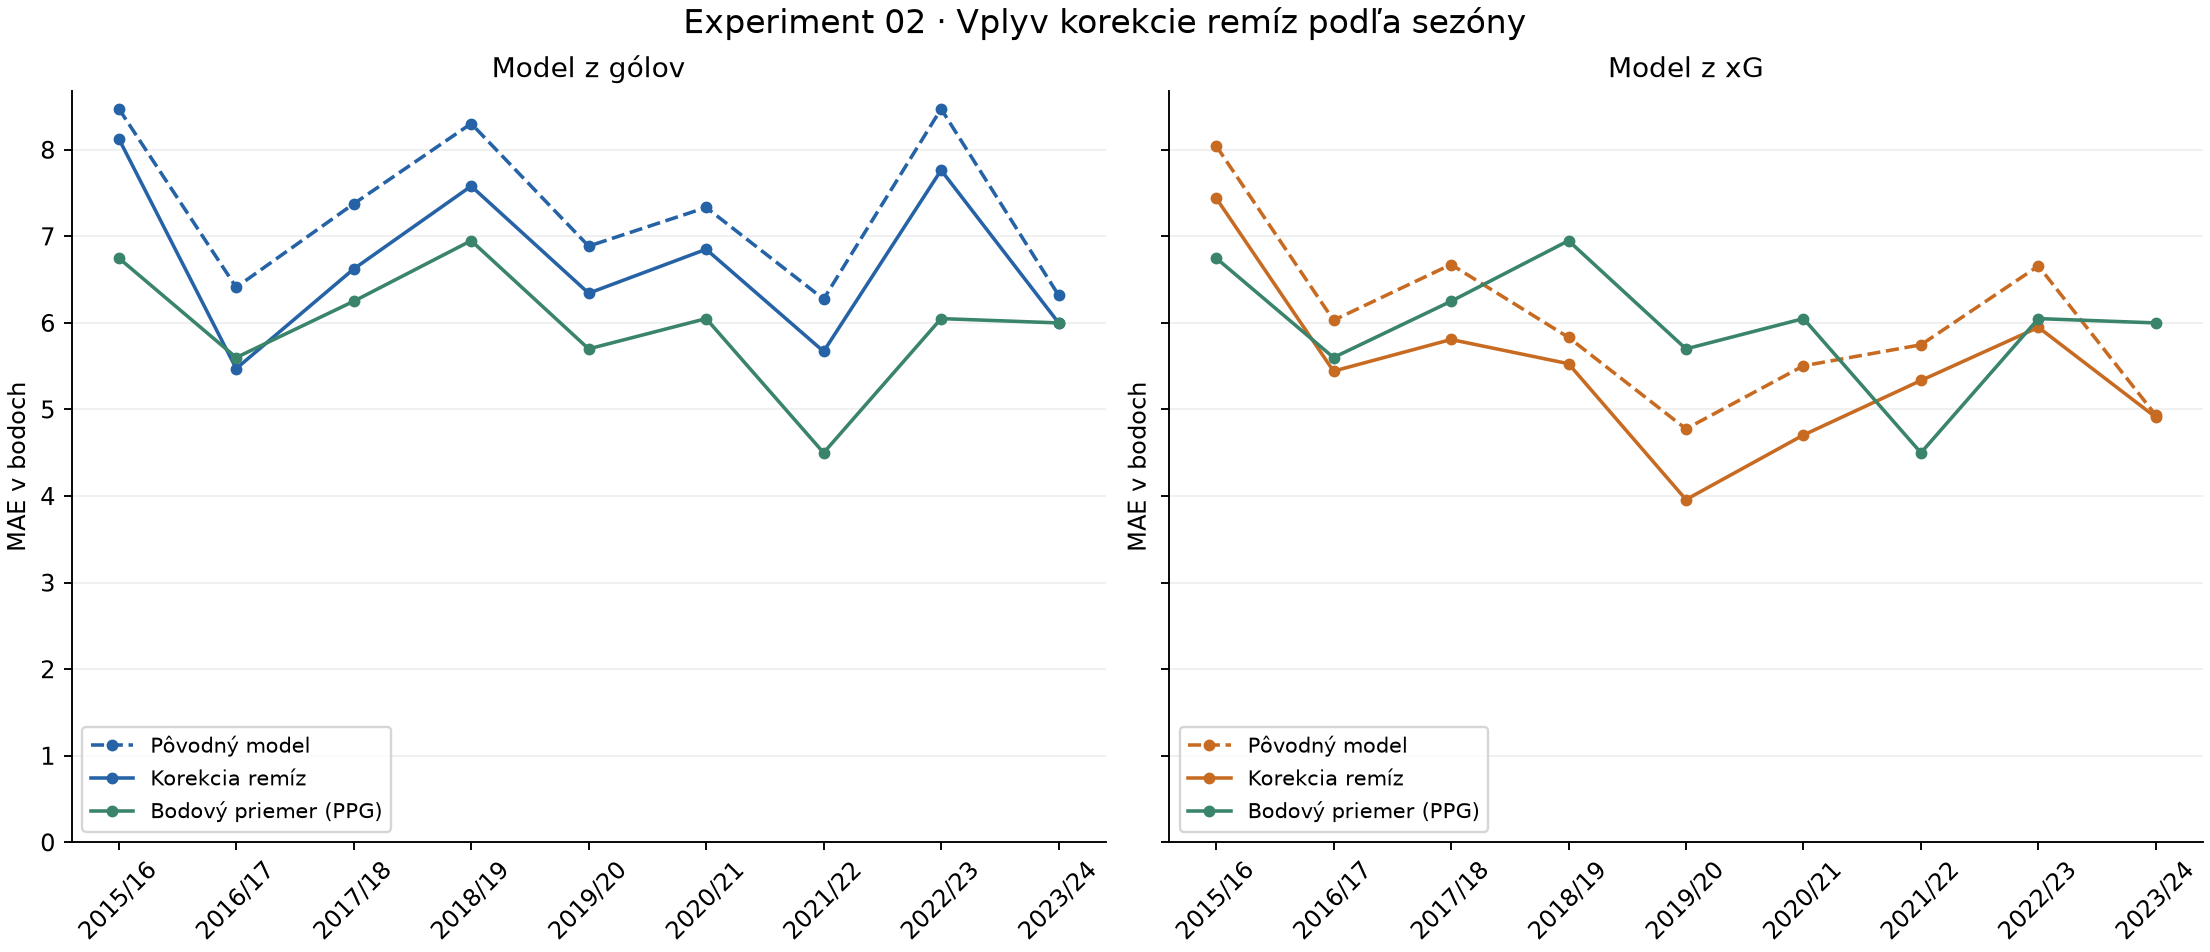 Experiment 02 · Vplyv korekcie remíz podľa sezóny
Model z gólov
MAE v bodoch
8
7
6
5
4
3
2
1
0
Pôvodný model
Korekcia remíz
Bodový priemer (PPG)
2015/16
2016/17
2017/18
2018/19
2019/20
2020/21
2021/22
2022/23
2023/24
Model z xG
MAE v bodoch
Pôvodný model
Korekcia remíz
Bodový priemer (PPG)
2015/16
2016/17
2017/18
2018/19
2019/20
2020/21
2021/22
2022/23
2023/24